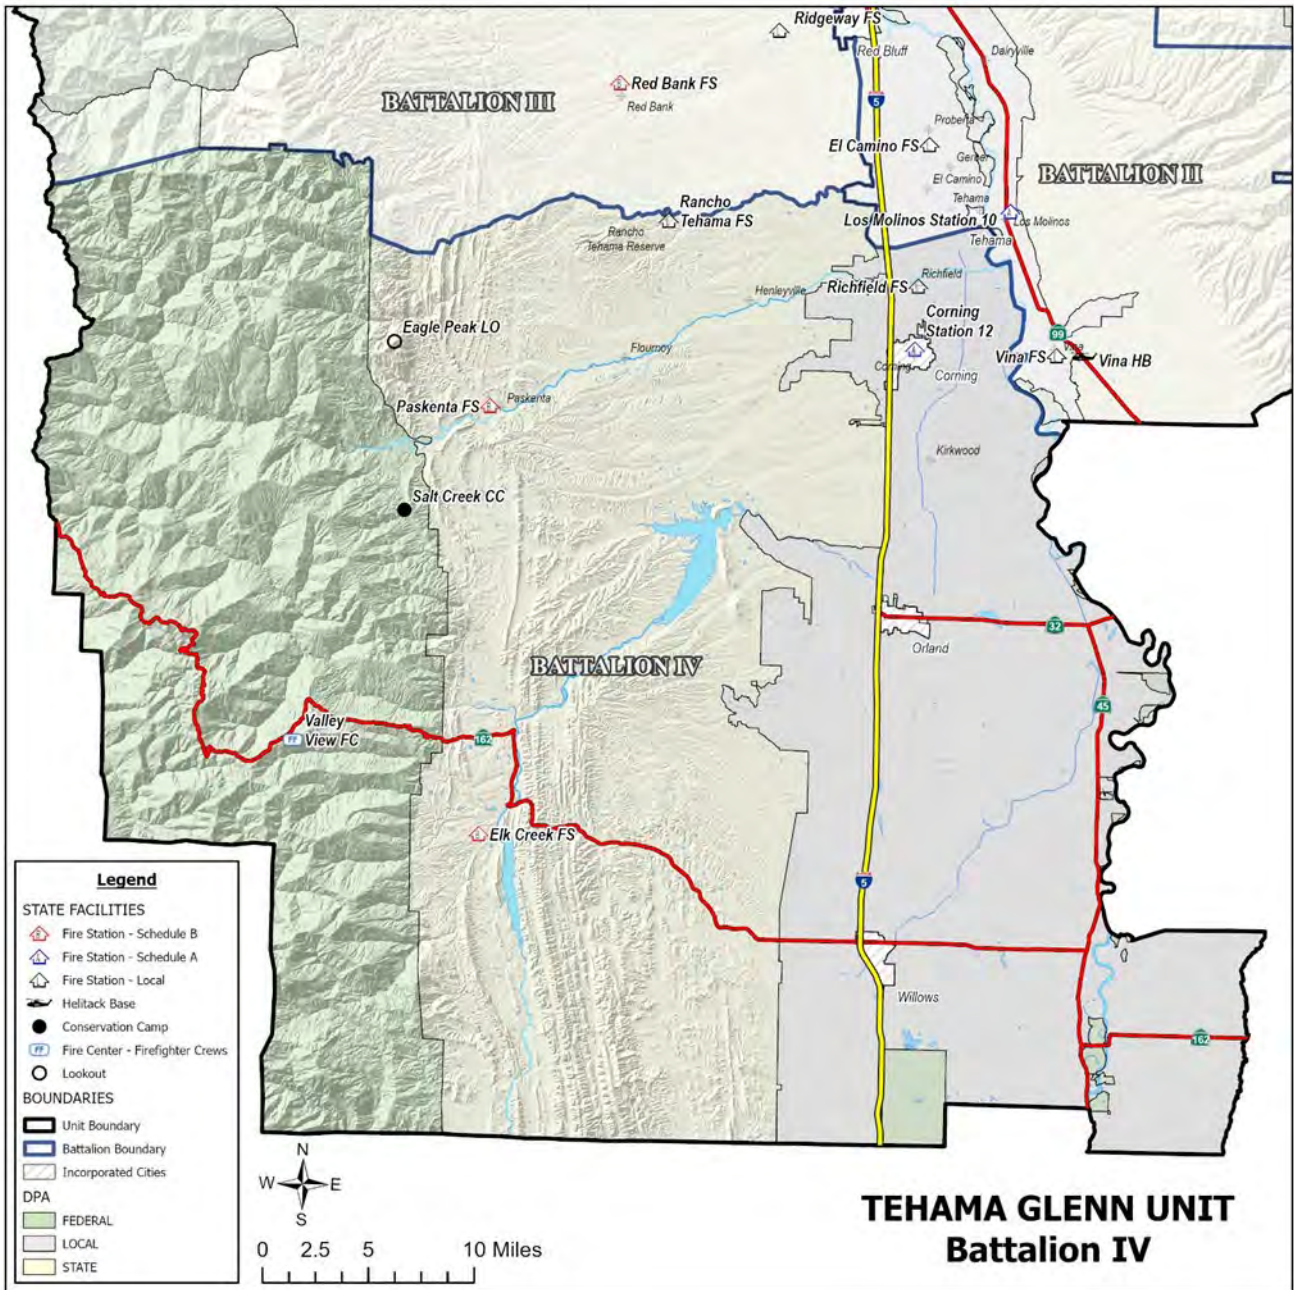 Ridgeway FS
Red Bluff
Dairyville
5
Red Bank FS
Red Bank
BATTALION III
Proberta
El Camino FS
Gerber
El Camino
BATTALION II
Tehama
Rancho
Tehama FS
Los Molinos Station 10
Los Molinos
Rancho
Tehama Reserve
Tehama
Richfield
Richfield FS
Henleyville
Corning
Station 12
Eagle Peak LO
99
Flournoy
Vina
Vina FS
Vina HB
Corning
Corning
Paskenta FS
Paskenta
Kirkwood
Salt Creek CC
32
Orland
BATTALION IV
45
Valley
View FC
FF
162
Elk Creek FS
5
Willows
162
Legend
STATE FACILITIES
Fire Station - Schedule B
Fire Station - Schedule A
Fire Station - Local
Helitack Base
Conservation Camp
FF
Fire Center - Firefighter Crews
Lookout
BOUNDARIES
Unit Boundary
Battalion Boundary
Incorporated Cities
DPA
FEDERAL
LOCAL
STATE
N
W E
S
0 2.5 5 10 Miles
TEHAMA GLENN UNIT
Battalion IV